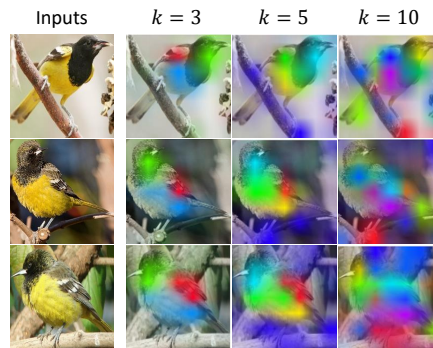 Inputs k = 3 k = 5 k = 10